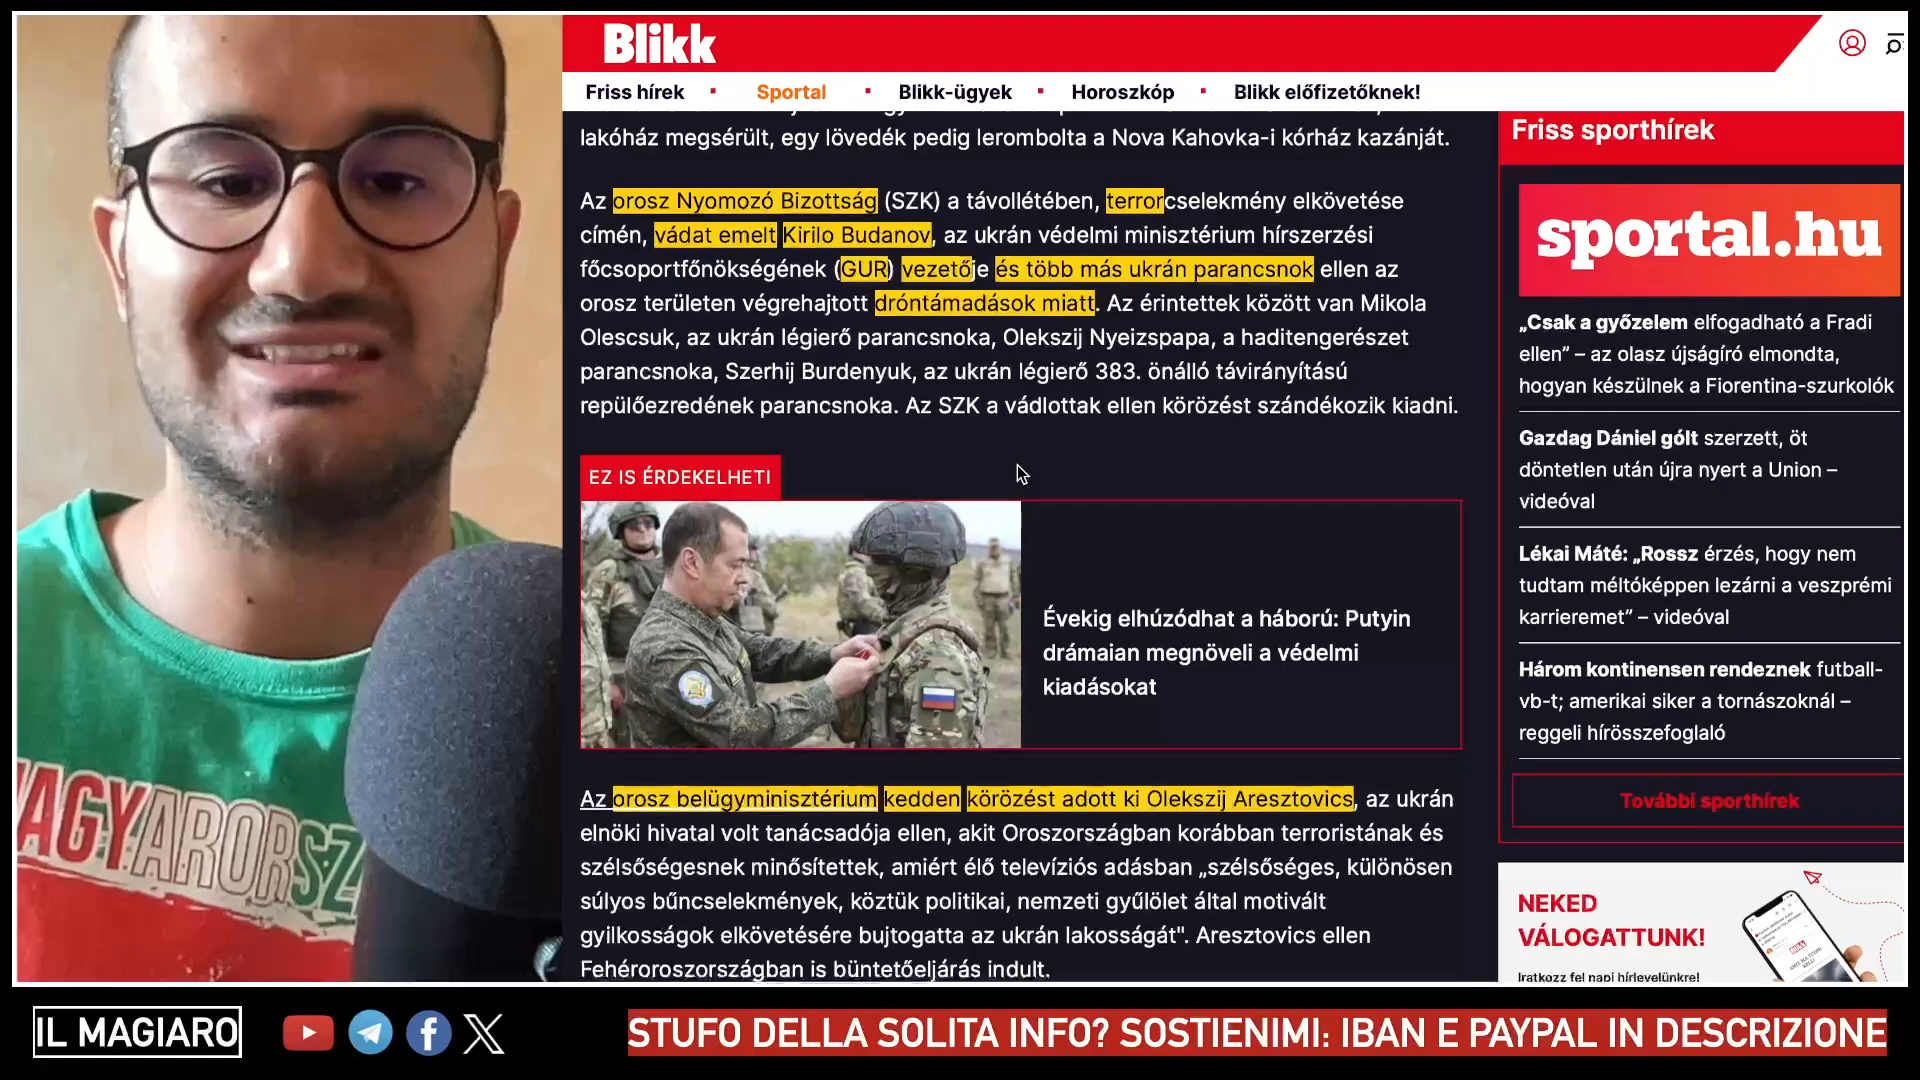 Blikk
Friss hírek
Sportal
Blikk-ügyek
Horoszkóp
Blikk előfizetőknek!
lakóház megsérült, egy lövedék pedig lerombolta a Nova Kahovka-i kórház kazánját.
Az orosz Nyomozó Bizottság (SZK) a távollétében, terrorcselekmény elkövetése
címén, vádat emelt Kirilo Budanov, az ukrán védelmi minisztérium hírszerzési
főcsoportfőnökségének (GUR) vezetője és több más ukrán parancsnok ellen az
orosz területen végrehajtott dróntámadások miatt. Az érintettek között van Mikola
Olescsuk, az ukrán légierő parancsnoka, Olekszij Nyeizspapa, a haditengerészet
parancsnoka, Szerhij Burdenyuk, az ukrán légierő 383. önálló távirányítású
repülőezredének parancsnoka. Az SZK a vádlottak ellen körözést szándékozik kiadni.
EZ IS ÉRDEKELHETI
Évekig elhúzódhat a háború: Putyin
drámaian megnöveli a védelmi
kiadásokat
Az orosz belügyminisztérium kedden körözést adott ki Olekszij Aresztovics, az ukrán
elnöki hivatal volt tanácsadója ellen, akit Oroszországban korábban terroristának és
szélsőségesnek minősítettek, amiért élő televíziós adásban „szélsőséges, különösen
súlyos bűncselekmények, köztük politikai, nemzeti gyűlölet által motivált
gyilkosságok elkövetésére bujtogatta az ukrán lakosságát". Aresztovics ellen
Fehéroroszországban is büntetőeljárás indult.
Friss sporthírek
sportal.hu
„Csak a győzelem elfogadható a Fradi
ellen” – az olasz újságíró elmondta,
hogyan készülnek a Fiorentina-szurkolók
Gazdag Dániel gólt szerzett, öt
döntetlen után újra nyert a Union –
videóval
Lékai Máté: „Rossz érzés, hogy nem
tudtam méltóképpen lezárni a veszprémi
karrieremet” – videóval
Három kontinensen rendeznek futball-
vb-t; amerikai siker a tornászoknál –
reggeli hírösszefoglaló
További sporthírek
NEKED
VÁLOGATTUNK!
Iratkozz fel napi hírlevelünkre!
MAGYARORSZ
IL MAGIARO
STUFO DELLA SOLITA INFO? SOSTIENIMI: IBAN E PAYPAL IN DESCRIZIONE